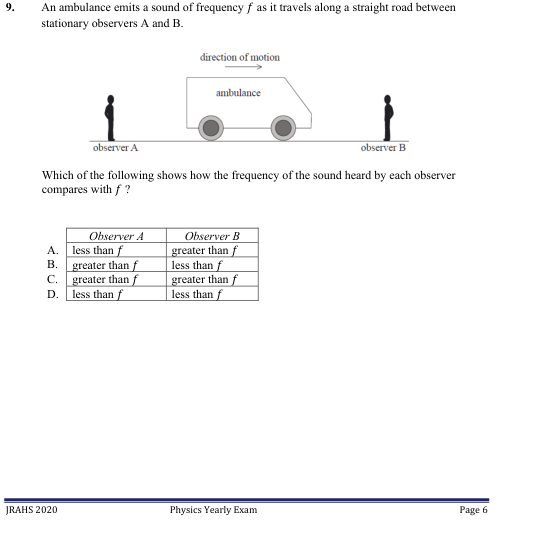 9. An ambulance emits a sound of frequency f as it travels along a straight road between
stationary observers A and B.
direction of motion
ambulance
observer A observer B
Which of the following shows how the frequency of the sound heard by each observer
compares with f ?
Observer A Observer B
A. less than f greater than f
B. greater than f less than f
C. greater than f greater than f
D. less than f less than f
JRAHS 2020 Physics Yearly Exam Page 6